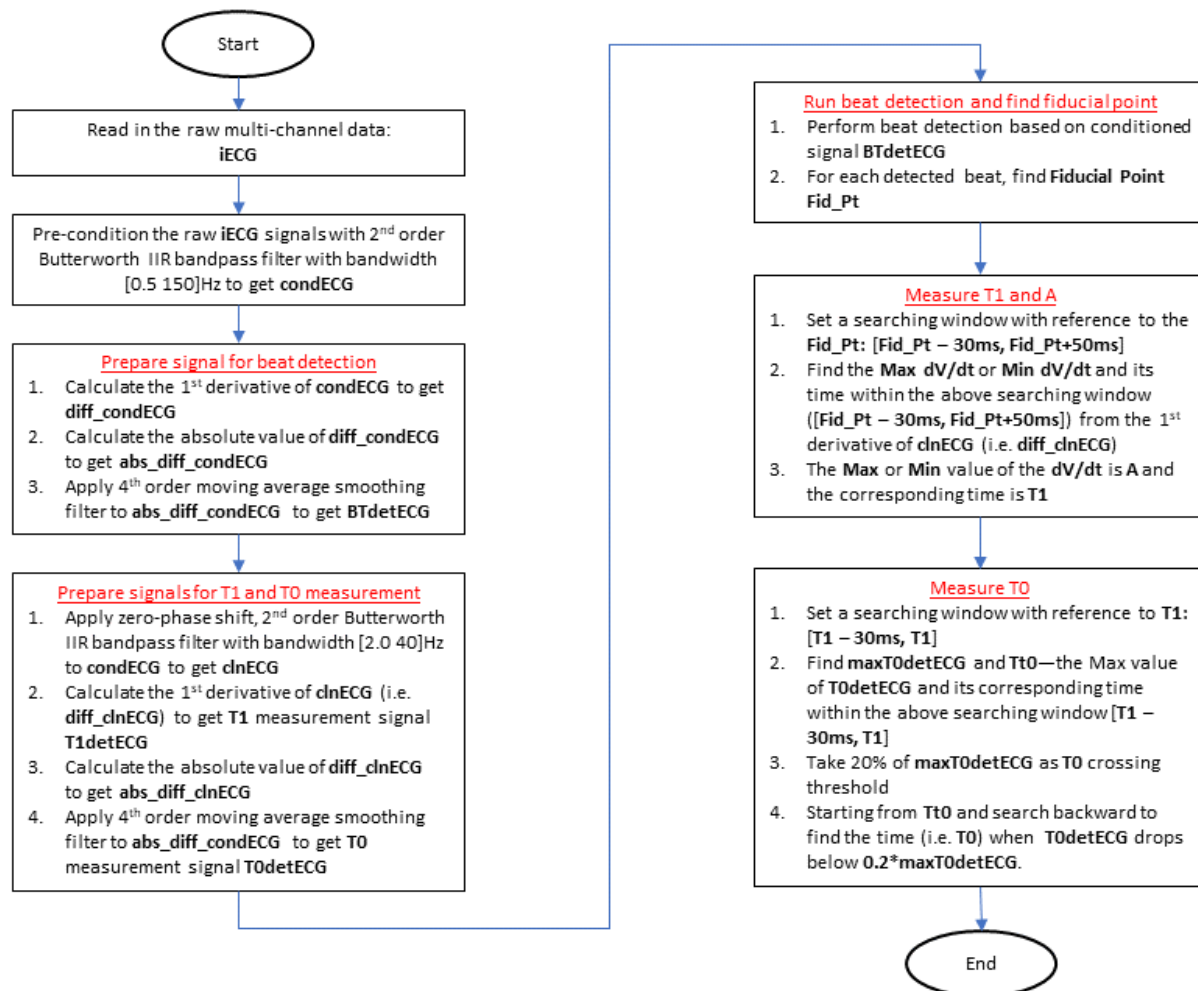 Start
Read in the raw multi-channel data:
iECG
Pre-condition the raw iECG signals with 2nd order
Butterworth IIR bandpass filter with bandwidth
[0.5 150]Hz to get condECG
Prepare signal for beat detection
1. Calculate the 1st derivative of condECG to get
diff_condECG
2. Calculate the absolute value of diff_condECG
to get abs_diff_condECG
3. Apply 4th order moving average smoothing
filter to abs_diff_condECG to get BTdetECG
Prepare signals for T1 and T0 measurement
1. Apply zero-phase shift, 2nd order Butterworth
IIR bandpass filter with bandwidth [2.0 40]Hz
to condECG to get clnECG
2. Calculate the 1st derivative of clnECG (i.e.
diff_clnECG) to get T1 measurement signal
T1detECG
3. Calculate the absolute value of diff_clnECG
to get abs_diff_clnECG
4. Apply 4th order moving average smoothing
filter to abs_diff_condECG to get T0
measurement signal T0detECG
Run beat detection and find fiducial point
1. Perform beat detection based on conditioned
signal BTdetECG
2. For each detected beat, find Fiducial Point
Fid_Pt
Measure T1 and A
1. Set a searching window with reference to the
Fid_Pt: [Fid_Pt – 30ms, Fid_Pt+50ms]
2. Find the Max dV/dt or Min dV/dt and its
time within the above searching window
([Fid_Pt – 30ms, Fid_Pt+50ms]) from the 1st
derivative of clnECG (i.e. diff_clnECG)
3. The Max or Min value of the dV/dt is A and
the corresponding time is T1
Measure T0
1. Set a searching window with reference to T1:
[T1 – 30ms, T1]
2. Find maxT0detECG and Tt0—the Max value
of T0detECG and its corresponding time
within the above searching window [T1 –
30ms, T1]
3. Take 20% of maxT0detECG as T0 crossing
threshold
4. Starting from Tt0 and search backward to
find the time (i.e. T0) when T0detECG drops
below 0.2*maxT0detECG.
End